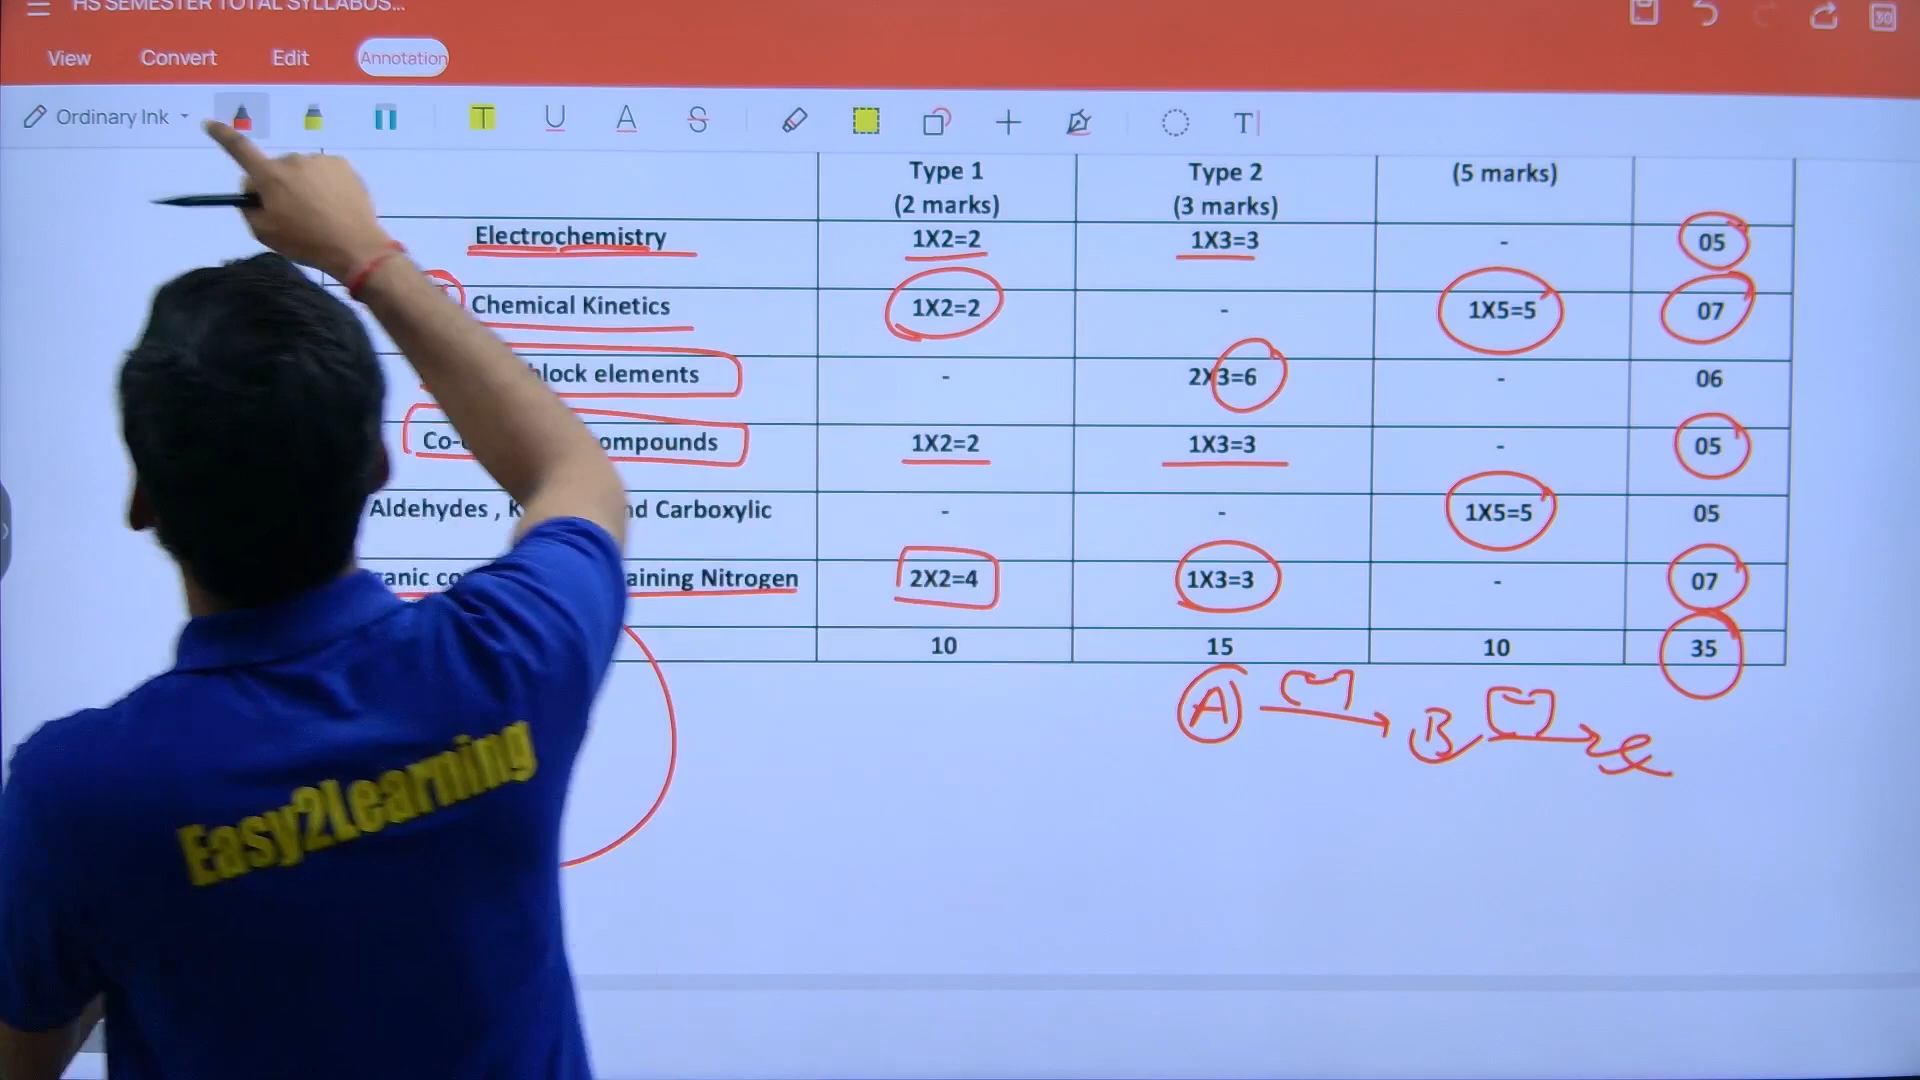 HS SEMESTER TOTAL SYLLABUS...
30
View Convert Edit Annotation
Ordinary Ink T U A S T
Type 1 Type 2 (5 marks)
(2 marks) (3 marks)
Electrochemistry 1X2=2 1X3=3 - 05
Chemical Kinetics 1X2=2 - 1X5=5 07
block elements - 2X3=6 - 06
Co- ompounds 1X2=2 1X3=3 - 05
Aldehydes , K nd Carboxylic - - 1X5=5 05
anic co aining Nitrogen 2X2=4 1X3=3 - 07
10 15 10 35
A B
Easy2Learning